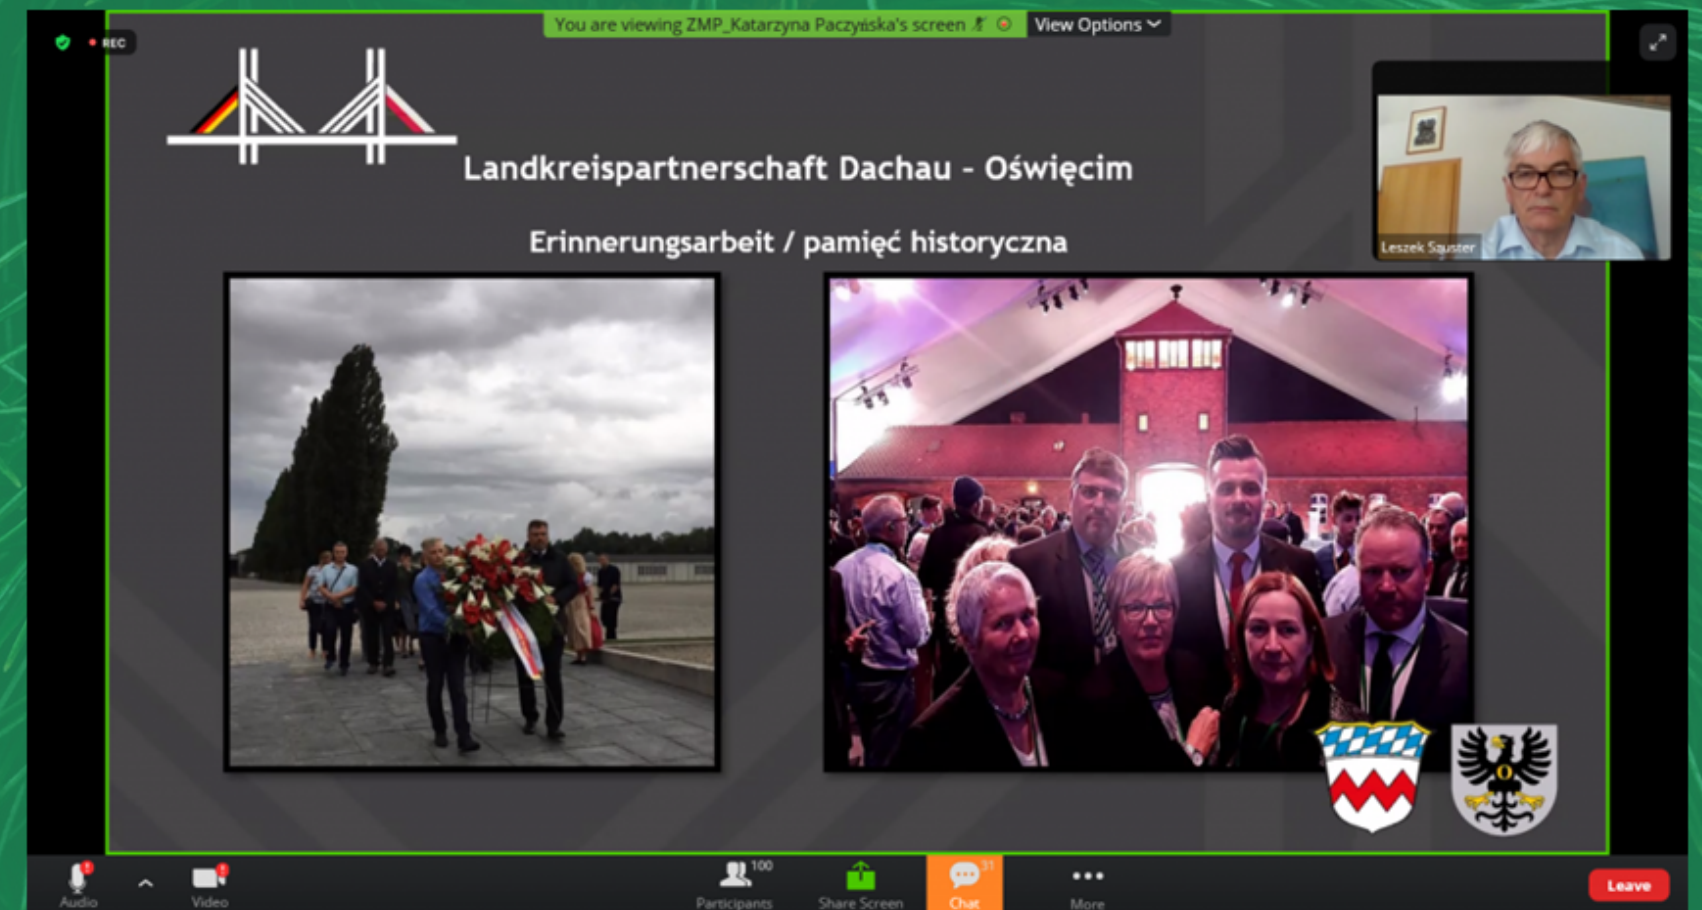 You are viewing ZMP_Katarzyna Paczyńska's screen
View Options
REC
Landkreispartnerschaft Dachau – Oświęcim
Erinnerungsarbeit / pamięć historyczna
Leszek Szuster
O
Audio
Video
Participants
100
Share Screen
Chat
31
More
Leave